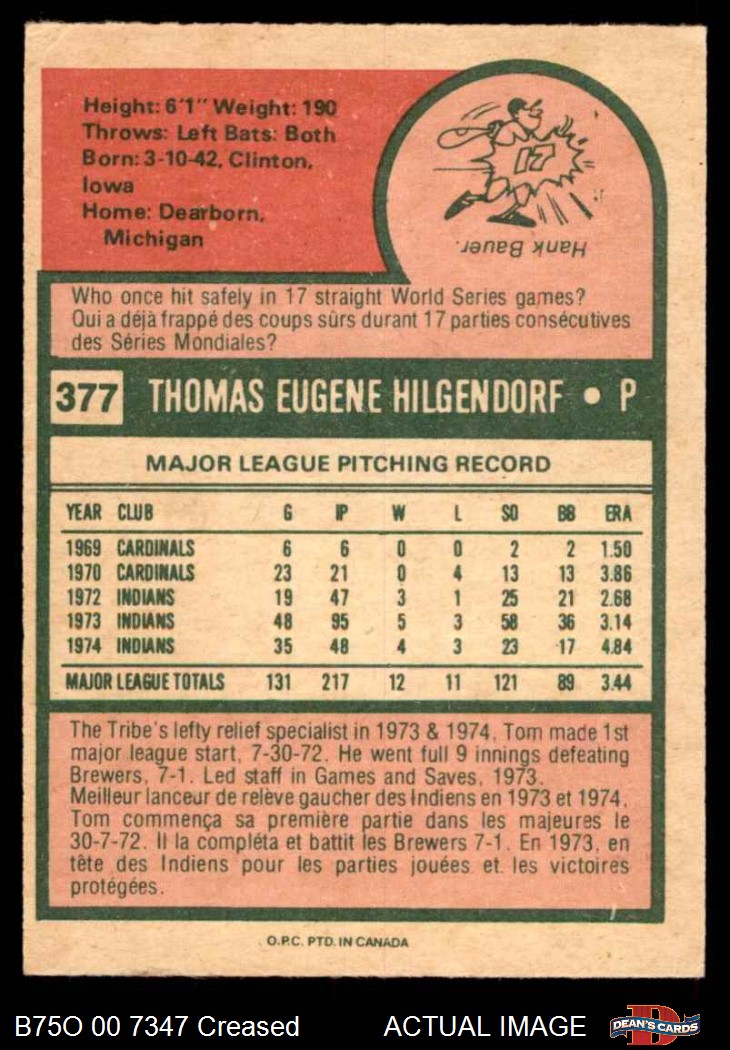 Height: 6'1" Weight: 190
Throws: Left Bats: Both
Born: 3-10-42, Clinton,
Iowa
Home: Dearborn,
Michigan
17
Hank Bauer.
Who once hit safely in 17 straight World Series games?
Qui a déjà frappé des coups sûrs durant 17 parties consécutives
des Séries Mondiales?
377 THOMAS EUGENE HILGENDORF • P
MAJOR LEAGUE PITCHING RECORD
YEAR CLUB G IP W L SO BB ERA
1969 CARDINALS 6 6 0 0 2 2 1.50
1970 CARDINALS 23 21 0 4 13 13 3.86
1972 INDIANS 19 47 3 1 25 21 2.68
1973 INDIANS 48 95 5 3 58 36 3.14
1974 INDIANS 35 48 4 3 23 17 4.84
MAJOR LEAGUE TOTALS 131 217 12 11 121 89 3.44
The Tribe's lefty relief specialist in 1973 & 1974, Tom made 1st
major league start, 7-30-72. He went full 9 innings defeating
Brewers, 7-1. Led staff in Games and Saves, 1973.
Meilleur lanceur de relève gaucher des Indiens en 1973 et 1974,
Tom commença sa première partie dans les majeures le
30-7-72. Il la compléta et battit les Brewers 7-1. En 1973, en
tête des Indiens pour les parties jouées et les victoires
protégées.
O.P.C. PTD. IN CANADA
B75O 00 7347 Creased ACTUAL IMAGE DEAN'S CARDS